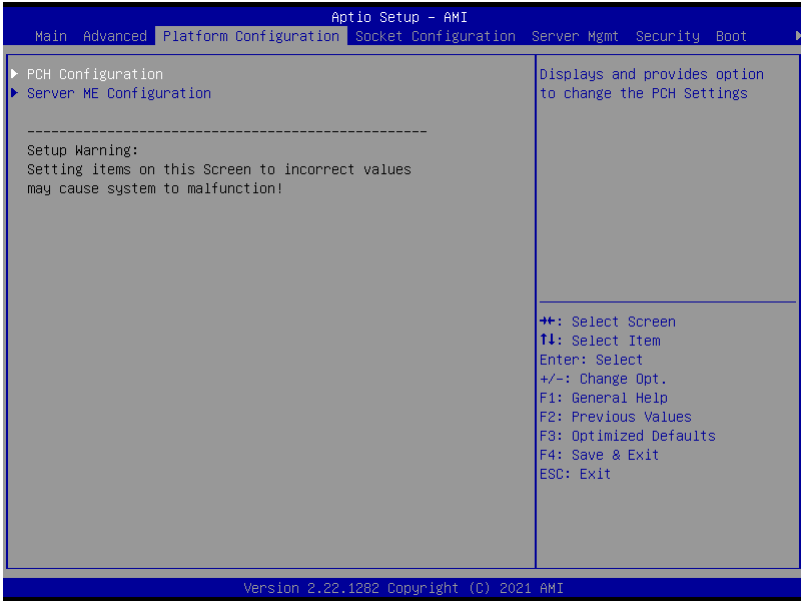 Aptio Setup - AMI
Main Advanced Platform Configuration Socket Configuration Server Mgmt Security Boot
PCH Configuration
Server ME Configuration
--------------------------------------------------
Setup Warning:
Setting items on this Screen to incorrect values
may cause system to malfunction!
Displays and provides option
to change the PCH Settings
→←: Select Screen
↑↓: Select Item
Enter: Select
+/-: Change Opt.
F1: General Help
F2: Previous Values
F3: Optimized Defaults
F4: Save & Exit
ESC: Exit
Version 2.22.1282 Copyright (C) 2021 AMI